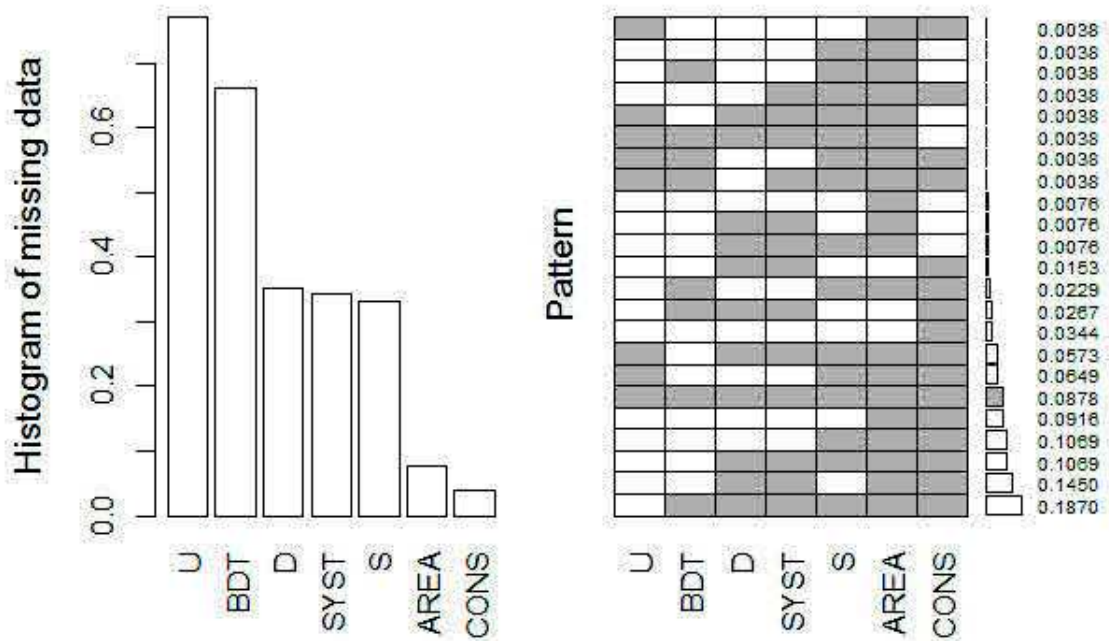 Histogram of missing data
0.6
0.4
0.2
0.0
U
BDT
D
SYST
S
AREA
CONS
Pattern
0.0038
0.0038
0.0038
0.0038
0.0038
0.0038
0.0038
0.0038
0.0076
0.0076
0.0076
0.0153
0.0229
0.0267
0.0344
0.0573
0.0649
0.0878
0.0916
0.1069
0.1069
0.1450
0.1870
U
BDT
D
SYST
S
AREA
CONS